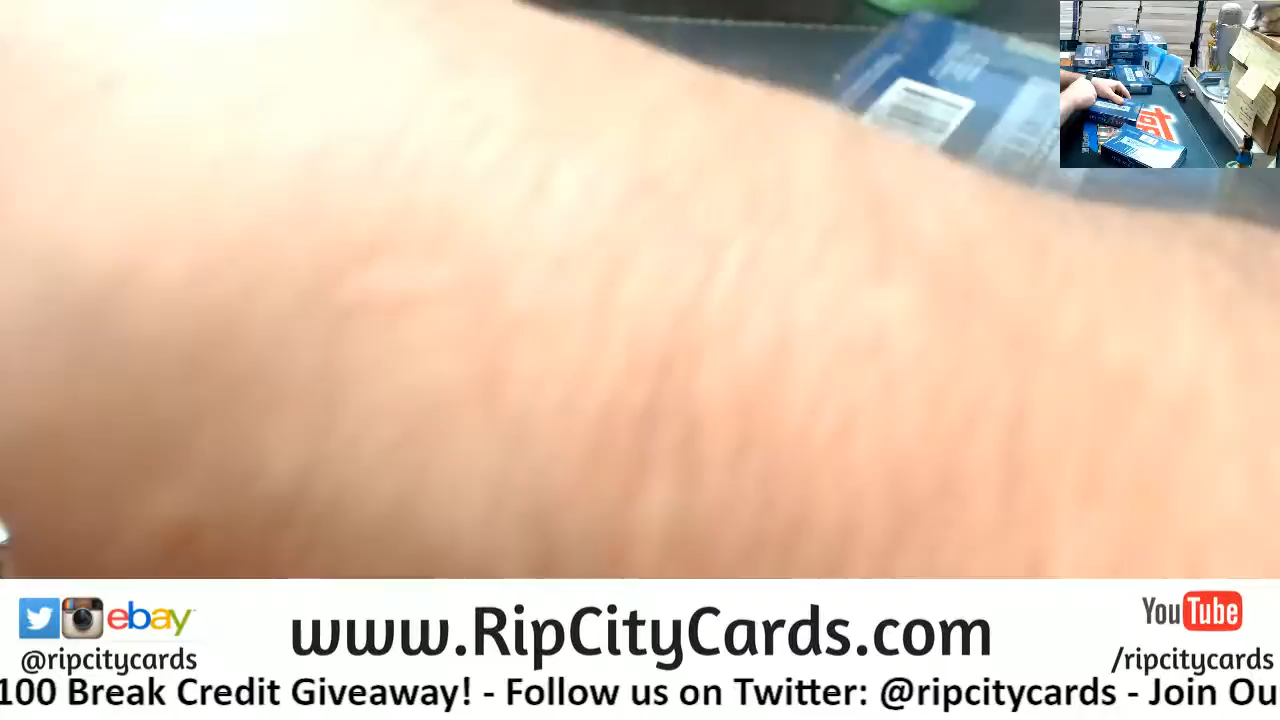 ebay
www.RipCityCards.com
YouTube
@ripcitycards
/ripcitycards
100 Break Credit Giveaway! - Follow us on Twitter: @ripcitycards - Join Ou